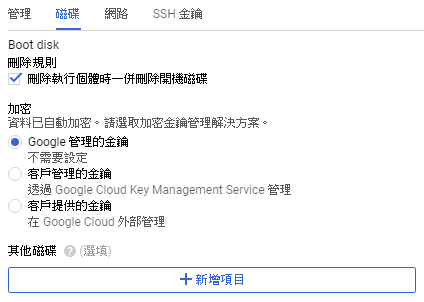 管理 磁碟 網路 SSH 金鑰
Boot disk
刪除規則
刪除執行個體時一併刪除開機磁碟
加密
資料已自動加密。請選取加密金鑰管理解決方案。
Google 管理的金鑰
不需要設定
客戶管理的金鑰
透過 Google Cloud Key Management Service 管理
客戶提供的金鑰
在 Google Cloud 外部管理
其他磁碟 ? (選填)
+ 新增項目